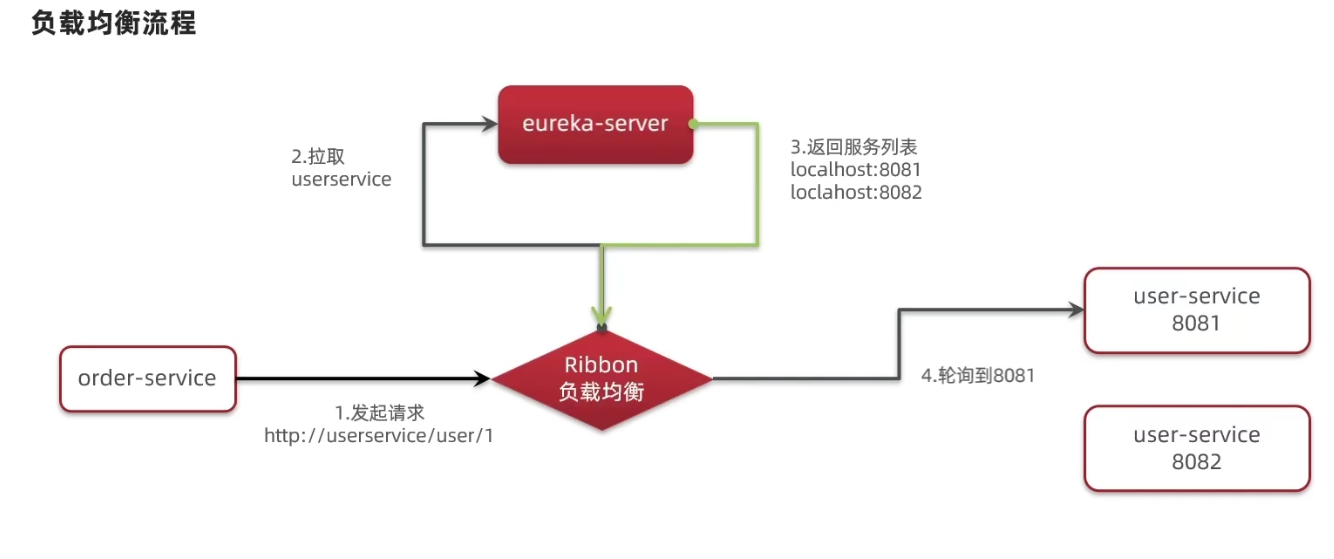 负载均衡流程
eureka-server
2.拉取
userservice
3.返回服务列表
localhost:8081
loclahost:8082
user-service
8081
order-service
Ribbon
负载均衡
4.轮询到8081
1.发起请求
http://userservice/user/1
user-service
8082